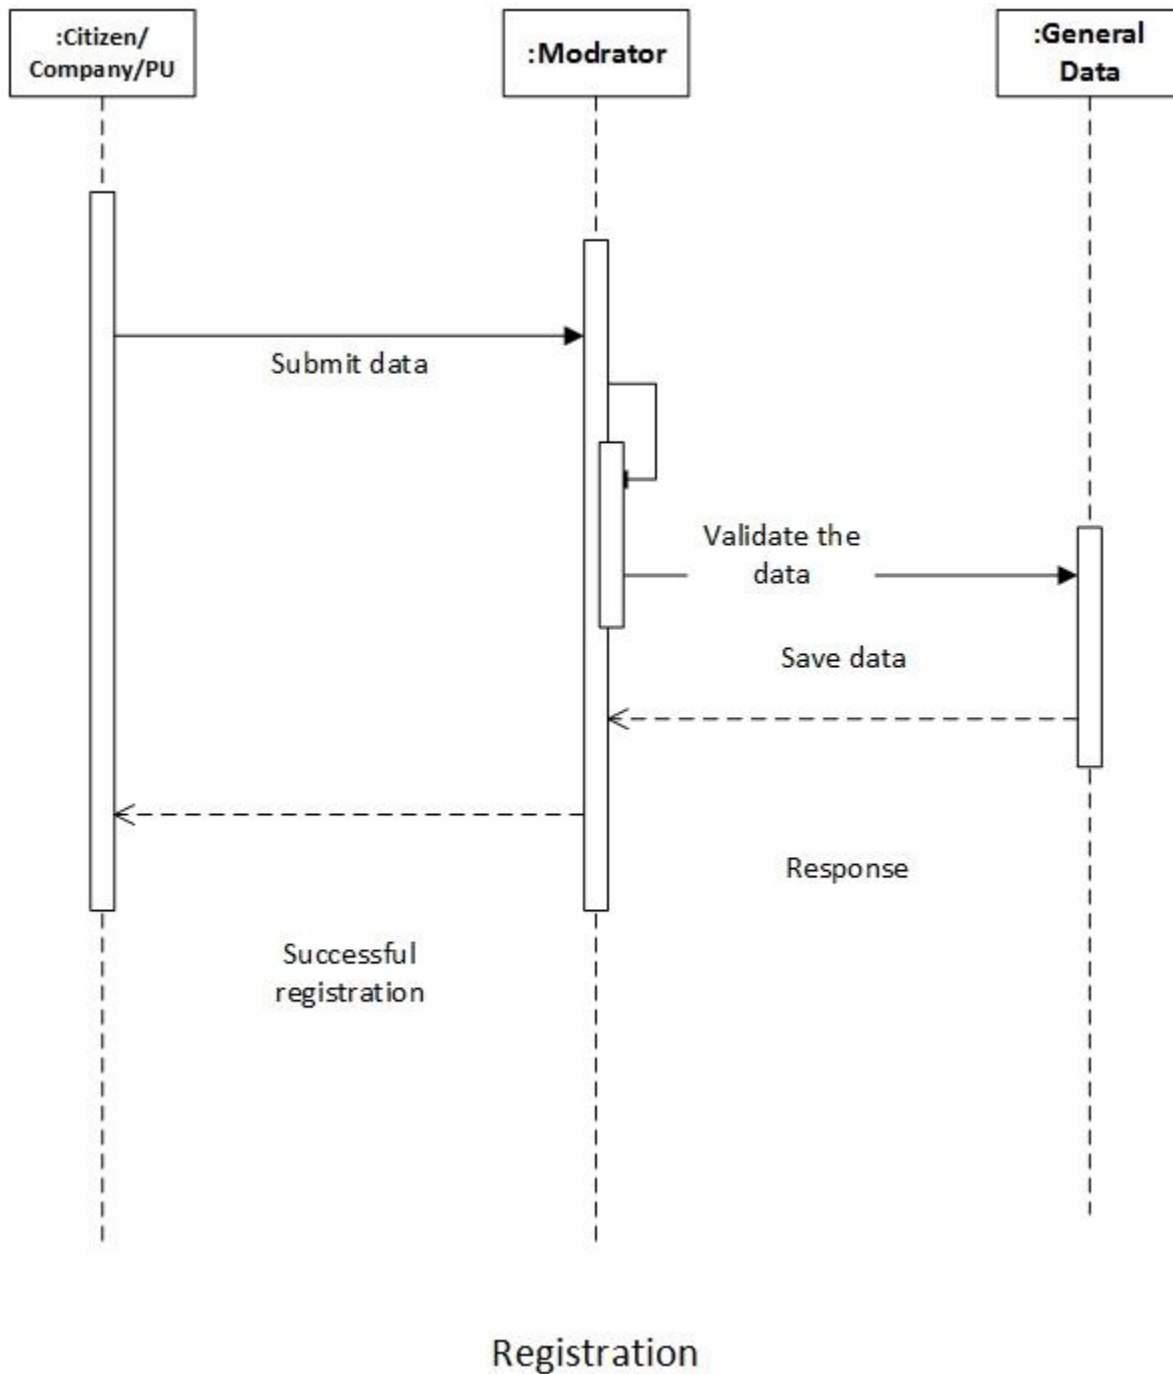 :Citizen/
Company/PU
:Modrator
:General
Data
Submit data
Validate the
data
Save data
Response
Successful
registration
Registration